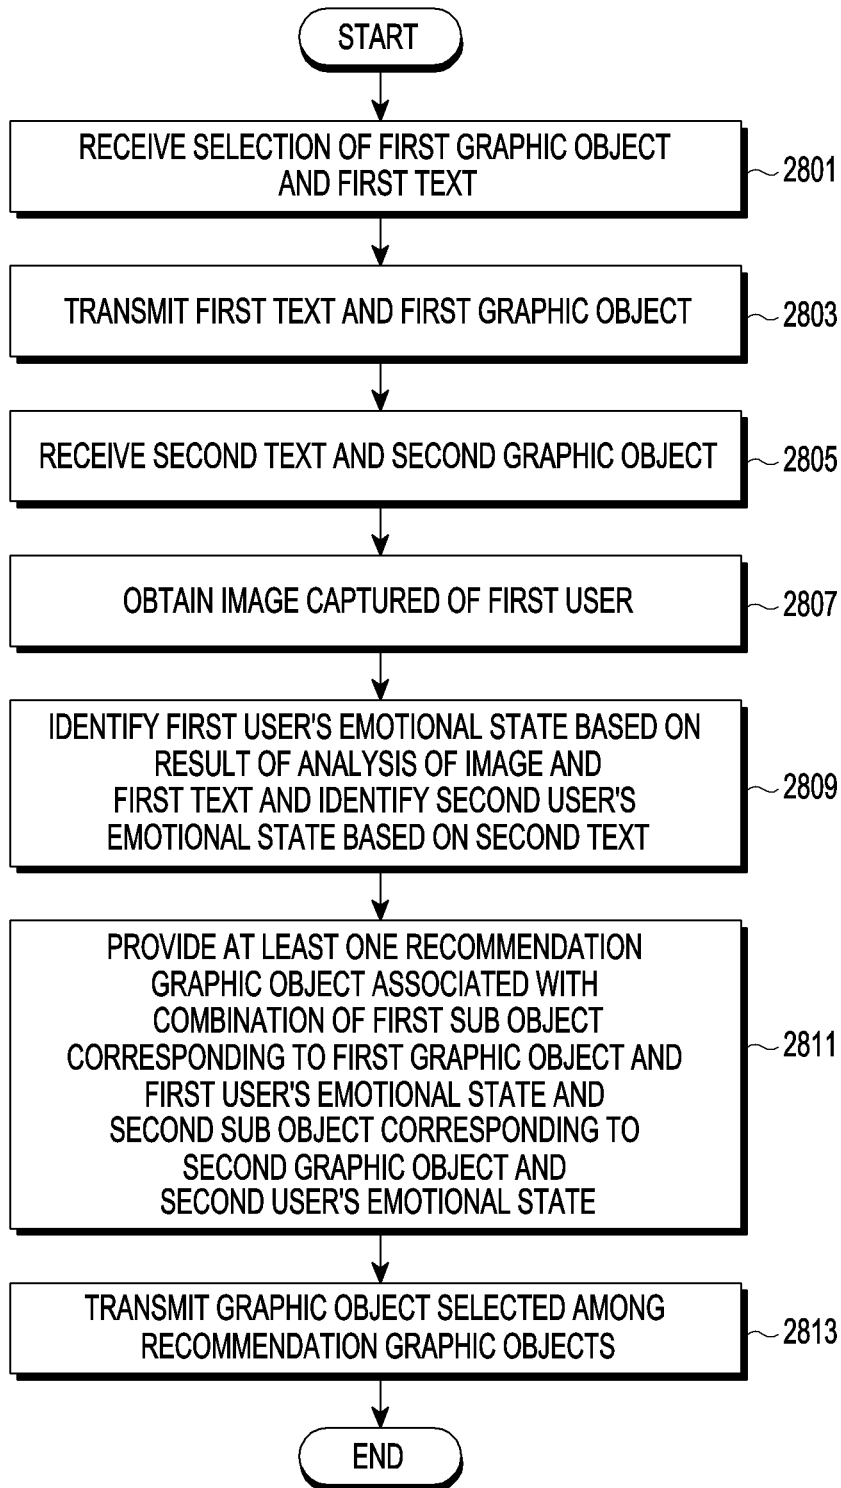 START
RECEIVE SELECTION OF FIRST GRAPHIC OBJECT
AND FIRST TEXT
2801
TRANSMIT FIRST TEXT AND FIRST GRAPHIC OBJECT
2803
RECEIVE SECOND TEXT AND SECOND GRAPHIC OBJECT
2805
OBTAIN IMAGE CAPTURED OF FIRST USER
2807
IDENTIFY FIRST USER'S EMOTIONAL STATE BASED ON
RESULT OF ANALYSIS OF IMAGE AND
FIRST TEXT AND IDENTIFY SECOND USER'S
EMOTIONAL STATE BASED ON SECOND TEXT
2809
PROVIDE AT LEAST ONE RECOMMENDATION
GRAPHIC OBJECT ASSOCIATED WITH
COMBINATION OF FIRST SUB OBJECT
CORRESPONDING TO FIRST GRAPHIC OBJECT AND
FIRST USER'S EMOTIONAL STATE AND
SECOND SUB OBJECT CORRESPONDING TO
SECOND GRAPHIC OBJECT AND
SECOND USER'S EMOTIONAL STATE.
2811
TRANSMIT GRAPHIC OBJECT SELECTED AMONG
RECOMMENDATION GRAPHIC OBJECTS
2813
END